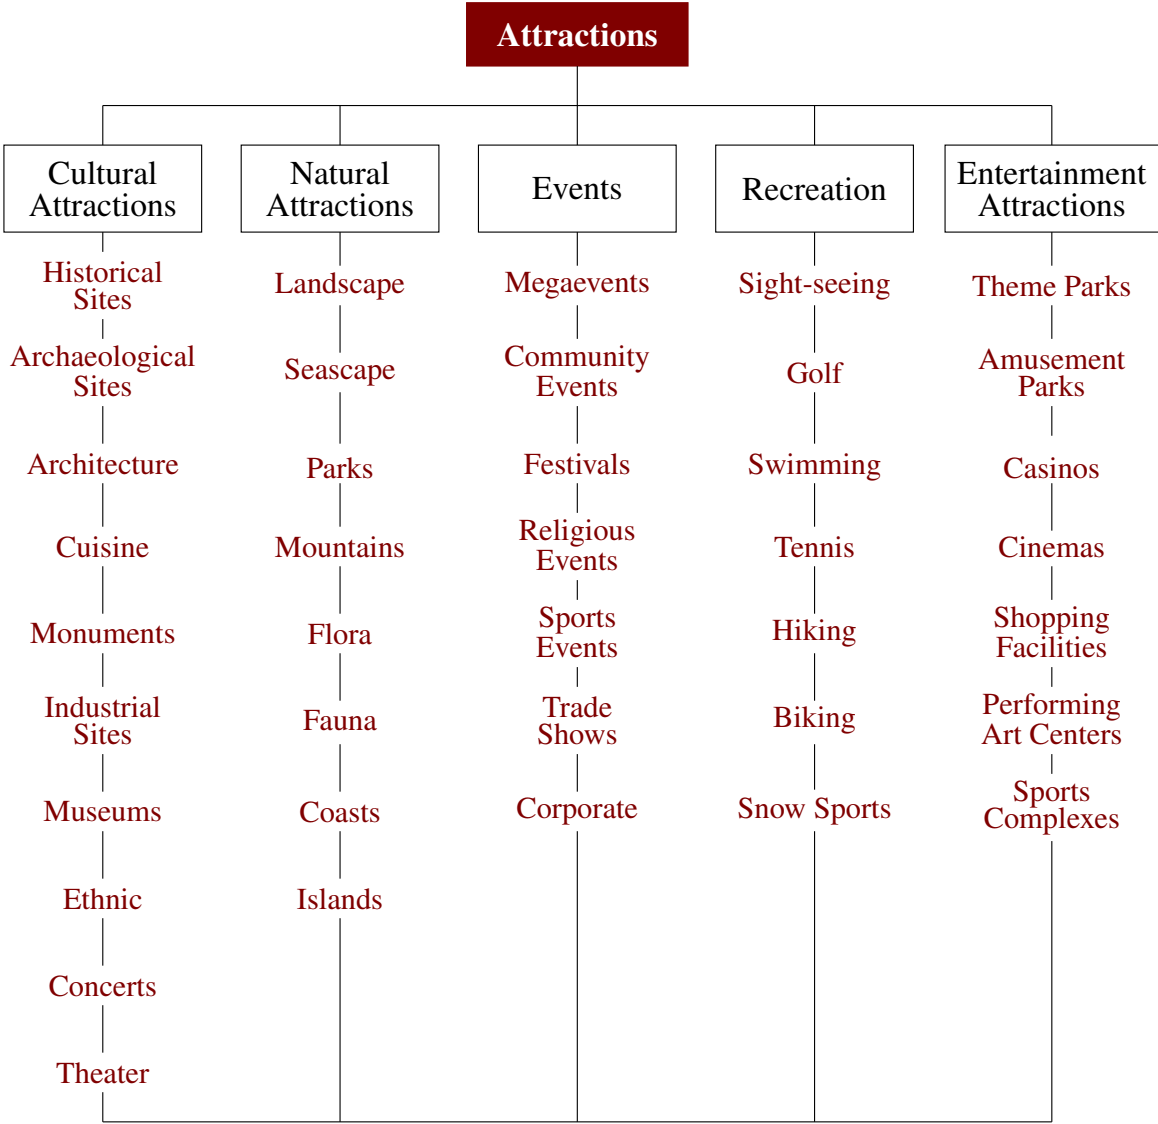 Attractions
Cultural
Attractions
Historical
Sites
Archaeological
Sites
Architecture
Cuisine
Monuments
Industrial
Sites
Museums
Ethnic
Concerts
Theater
Natural
Attractions
Landscape
Seascape
Parks
Mountains
Flora
Fauna
Coasts
Islands
Events
Megaevents
Community
Events
Festivals
Religious
Events
Sports
Events
Trade
Shows
Corporate
Recreation
Sight-seeing
Golf
Swimming
Tennis
Hiking
Biking
Snow Sports
Entertainment
Attractions
Theme Parks
Amusement
Parks
Casinos
Cinemas
Shopping
Facilities
Performing
Art Centers
Sports
Complexes